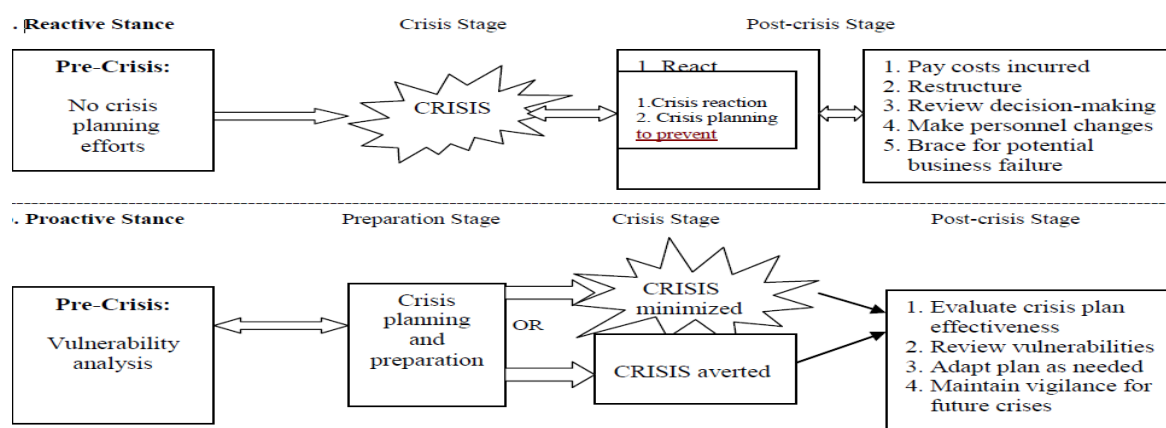 . Reactive Stance
Crisis Stage
Post-crisis Stage
Pre-Crisis:
No crisis
planning
efforts
CRISIS
1. React
1.Crisis reaction
2. Crisis planning
to prevent
1. Pay costs incurred
2. Restructure
3. Review decision-making
4. Make personnel changes
5. Brace for potential
business failure
. Proactive Stance
Preparation Stage
Crisis Stage
Post-crisis Stage
Pre-Crisis:
Vulnerability
analysis
Crisis
planning
and
preparation
OR
CRISIS
minimized
CRISIS averted
1. Evaluate crisis plan
effectiveness
2. Review vulnerabilities
3. Adapt plan as needed
4. Maintain vigilance for
future crises